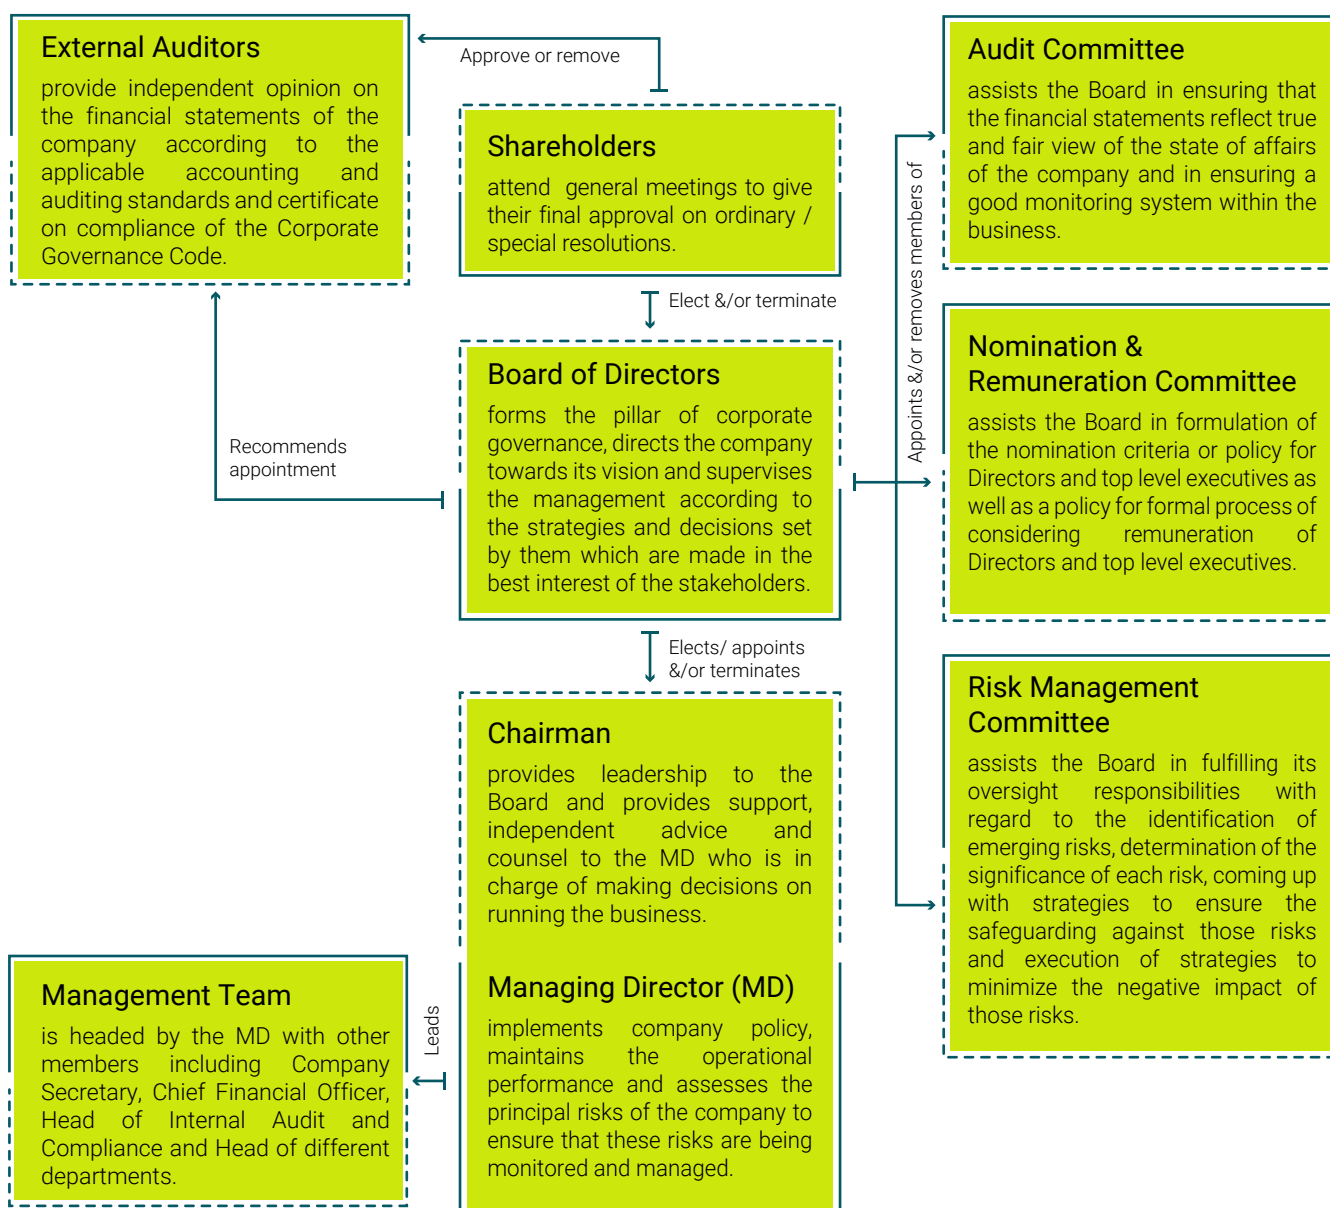 External Auditors
provide independent opinion on
the financial statements of the
company according to the
applicable accounting and
auditing standards and certificate
on compliance of the Corporate
Governance Code.
Approve or remove
Shareholders
attend general meetings to give
their final approval on ordinary /
special resolutions.
Elect &/or terminate
Board of Directors
forms the pillar of corporate
governance, directs the company
towards its vision and supervises
the management according to
the strategies and decisions set
by them which are made in the
best interest of the stakeholders.
Recommends
appointment
Elects/ appoints
&/or terminates
Chairman
provides leadership to the
Board and provides support,
independent advice and
counsel to the MD who is in
charge of making decisions on
running the business.
Managing Director (MD)
implements company policy,
maintains the operational
performance and assesses the
principal risks of the company to
ensure that these risks are being
monitored and managed.
Leads
Management Team
is headed by the MD with other
members including Company
Secretary, Chief Financial Officer,
Head of Internal Audit and
Compliance and Head of different
departments.
Appoints &/or removes members of
Audit Committee
assists the Board in ensuring that
the financial statements reflect true
and fair view of the state of affairs
of the company and in ensuring a
good monitoring system within the
business.
Nomination &
Remuneration Committee
assists the Board in formulation of
the nomination criteria or policy for
Directors and top level executives as
well as a policy for formal process of
considering remuneration of
Directors and top level executives.
Risk Management
Committee
assists the Board in fulfilling its
oversight responsibilities with
regard to the identification of
emerging risks, determination of the
significance of each risk, coming up
with strategies to ensure the
safeguarding against those risks
and execution of strategies to
minimize the negative impact of
those risks.